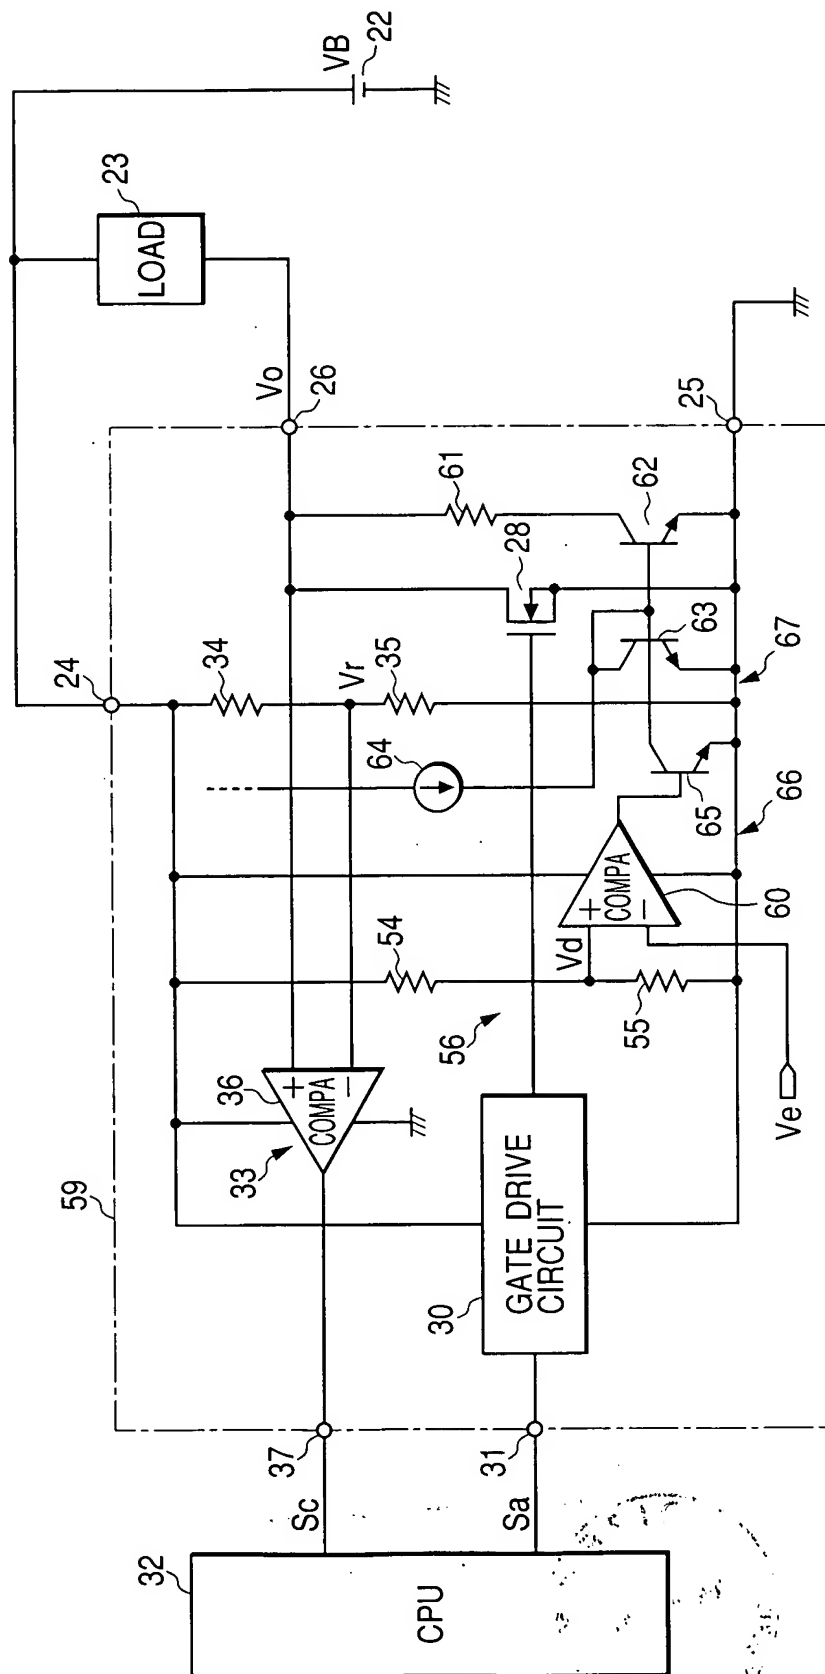 59
24
23
LOAD
VB
22
Vo
26
34
Vr
35
64
61
28
62
63
67
25
36
+
COMPA
−
33
54
56
Vd
+
COMPA
−
60
65
66
55
Ve
37
Sc
30
GATE DRIVE
CIRCUIT
31
Sa
32
CPU